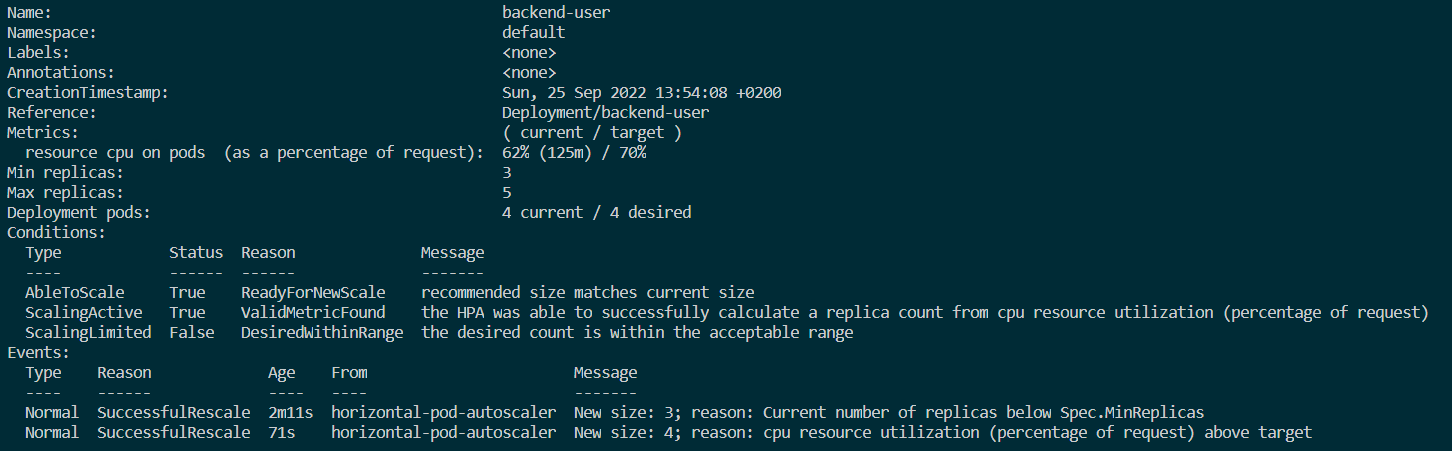 Name: backend-user
Namespace: default
Labels: <none>
Annotations: <none>
CreationTimestamp: Sun, 25 Sep 2022 13:54:08 +0200
Reference: Deployment/backend-user
Metrics: ( current / target )
resource cpu on pods  (as a percentage of request): 62% (125m) / 70%
Min replicas: 3
Max replicas: 5
Deployment pods: 4 current / 4 desired
Conditions:
Type Status Reason Message
---- ------ ------ -------
AbleToScale True ReadyForNewScale recommended size matches current size
ScalingActive True ValidMetricFound the HPA was able to successfully calculate a replica count from cpu resource utilization (percentage of request)
ScalingLimited False DesiredWithinRange the desired count is within the acceptable range
Events:
Type Reason Age From Message
---- ------ ---- ---- -------
Normal SuccessfulRescale 2m11s horizontal-pod-autoscaler New size: 3; reason: Current number of replicas below Spec.MinReplicas
Normal SuccessfulRescale 71s horizontal-pod-autoscaler New size: 4; reason: cpu resource utilization (percentage of request) above target